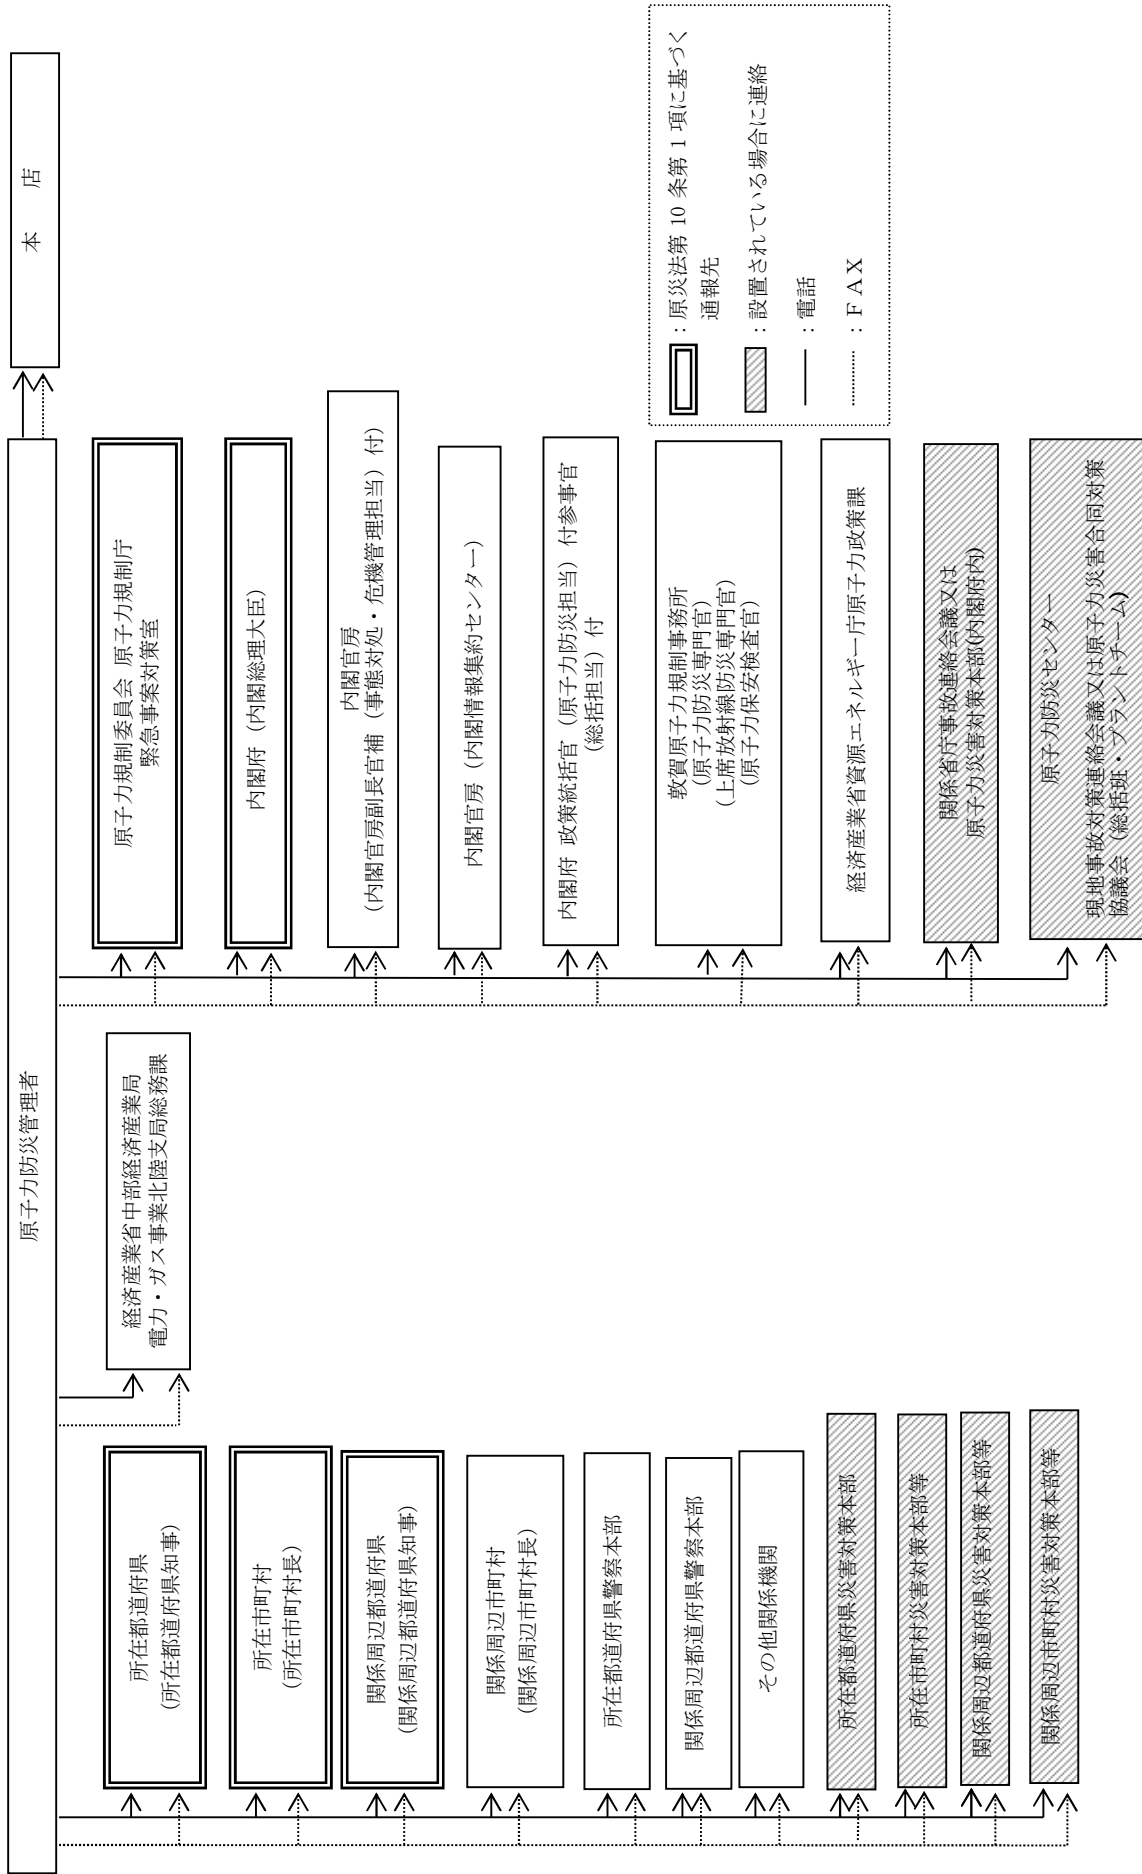 原子力防災管理者
本　店
原子力規制委員会 原子力規制庁
緊急事案対策室
内閣府（内閣総理大臣）
内閣官房
(内閣官房副長官補（事態対処・危機管理担当）付)
内閣官房（内閣情報集約センター）
内閣府 政策統括官（原子力防災担当）付参事官
(総括担当）付
敦賀原子力規制事務所
(原子力防災専門官)
(上席放射線防災専門官)
(原子力保安検査官)
経済産業省資源エネルギー庁原子力政策課
関係省庁事故連絡会議又は
原子力災害対策本部(内閣府内)
原子力防災センター
現地事故対策連絡会議又は原子力災害合同対策
協議会（総括班・プラントチーム)
経済産業省中部経済産業局
電力・ガス事業北陸支局総務課
所在都道府県
(所在都道府県知事)
所在市町村
(所在市町村長)
関係周辺都道府県
(関係周辺都道府県知事)
関係周辺市町村
(関係周辺市町村長)
所在都道府県警察本部
関係周辺都道府県警察本部
その他関係機関
所在都道府県災害対策本部
所在市町村災害対策本部等
関係周辺都道府県災害対策本部等
関係周辺市町村災害対策本部等
：原災法第 10 条第 1 項に基づく
通報先
：設置されている場合に連絡
：電話
：ＦＡＸ